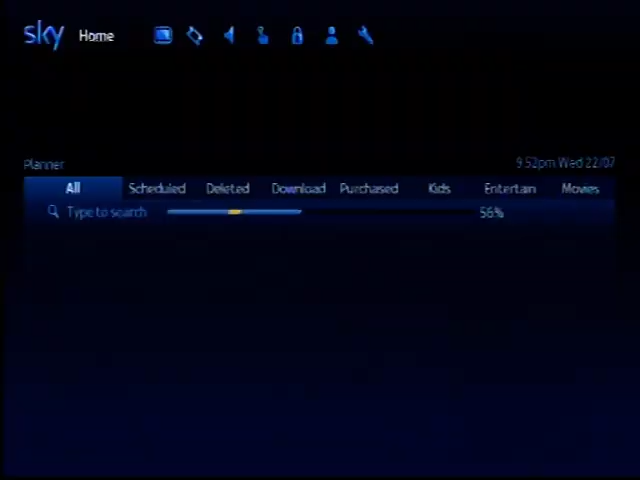 sky Home
Planner 9.52pm Wed 22/07
All Scheduled Deleted Download Purchased Kids Entertain Movies
Type to search 56%